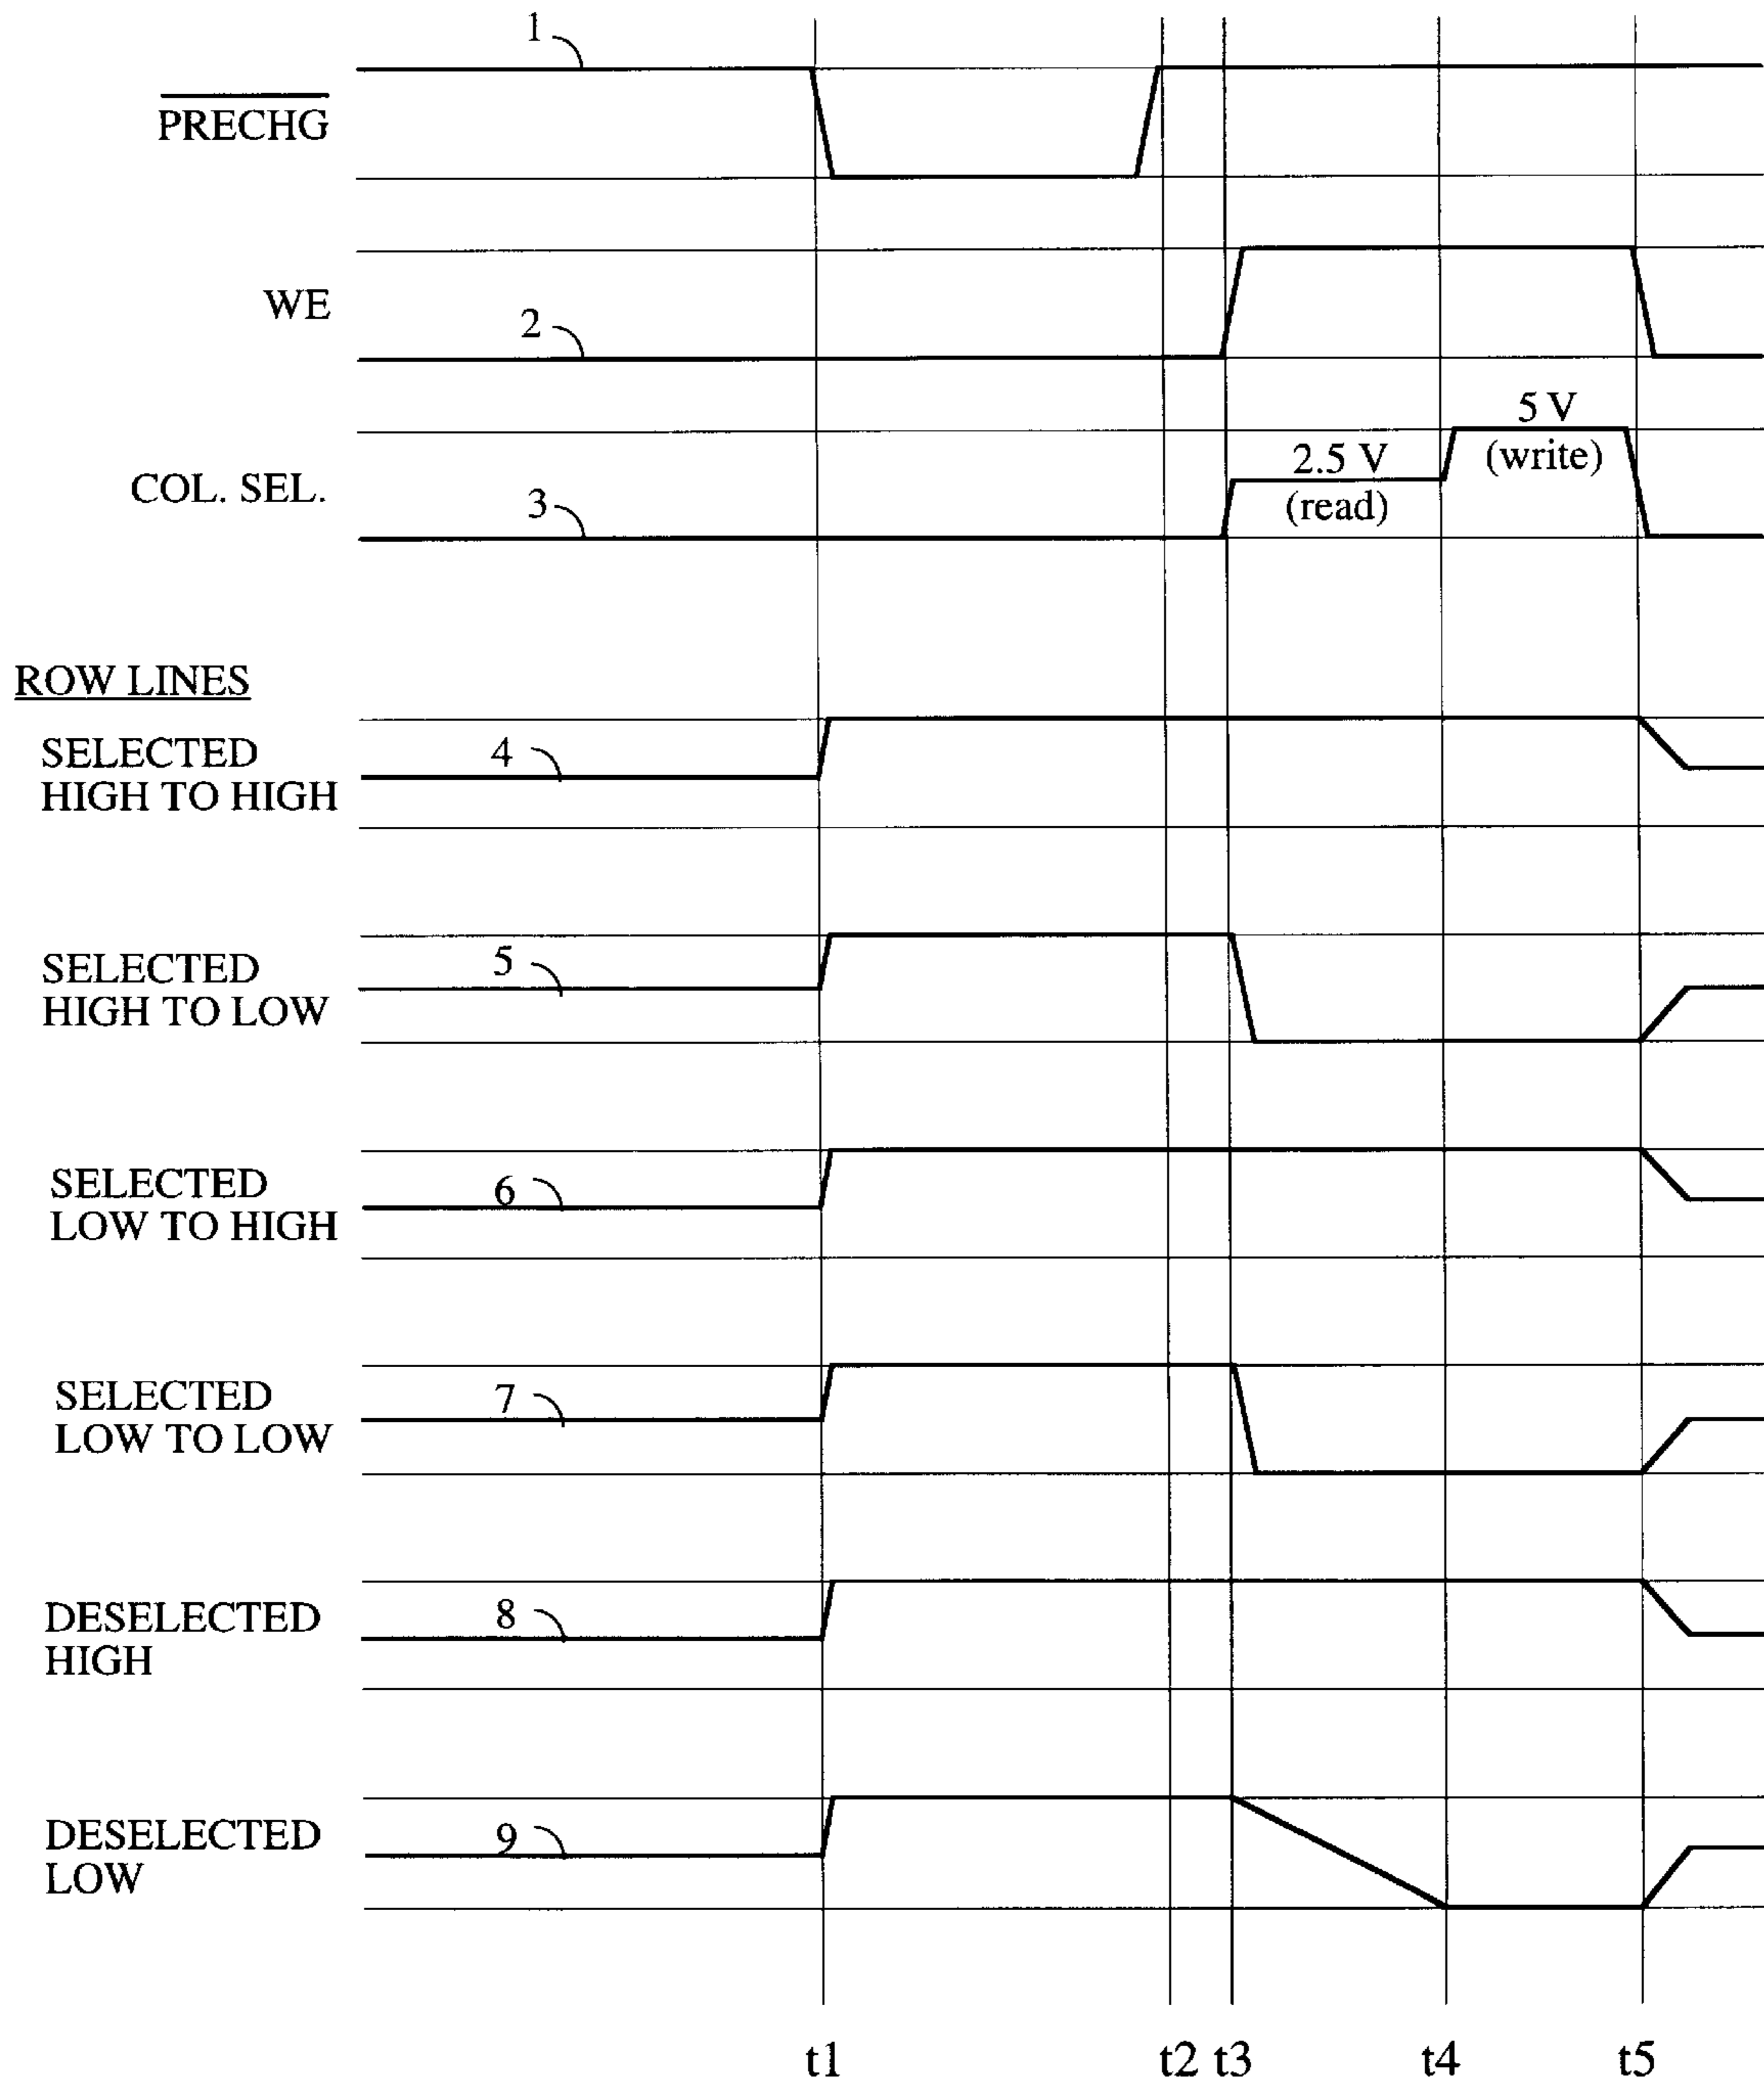 1
PRECHG
WE
2
5 V
(write)
2.5 V
(read)
COL. SEL.
3
ROW LINES
SELECTED
HIGH TO HIGH
4
SELECTED
HIGH TO LOW
5
SELECTED
LOW TO HIGH
6
SELECTED
LOW TO LOW
7
DESELECTED
HIGH
8
DESELECTED
LOW
9
t1 t2 t3 t4 t5